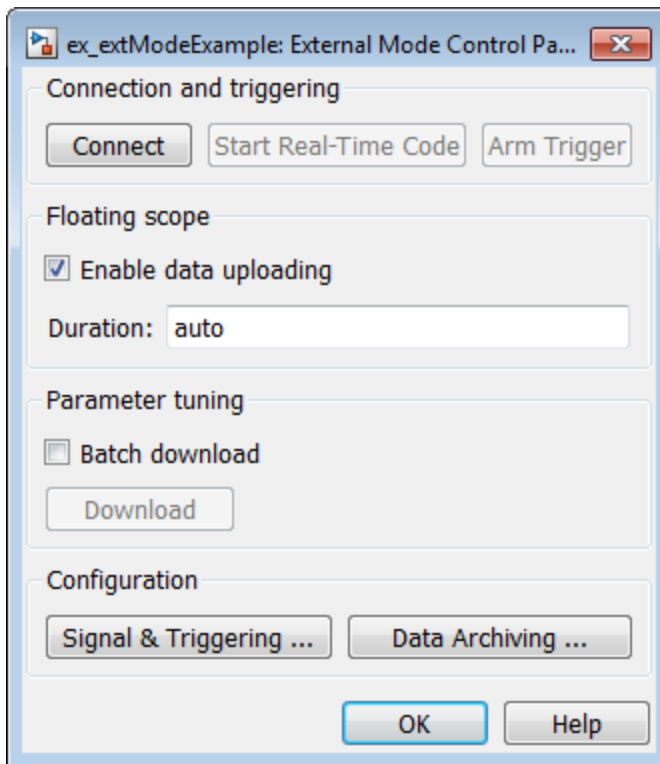 ex_extModeExample: External Mode Control Pa...
Connection and triggering
Connect Start Real-Time Code Arm Trigger
Floating scope
Enable data uploading
Duration: auto
Parameter tuning
Batch download
Download
Configuration
Signal & Triggering ... Data Archiving ...
OK Help